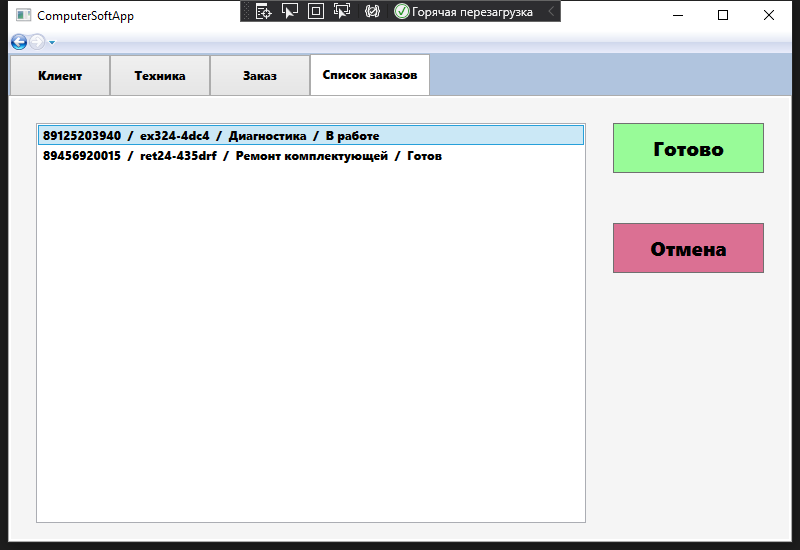 ComputerSoftApp
Горячая перезагрузка
Клиент
Техника
Заказ
Список заказов
89125203940 / ex324-4dc4 / Диагностика / В работе
89456920015 / ret24-435drf / Ремонт комплектующей / Готов
Готово
Отмена